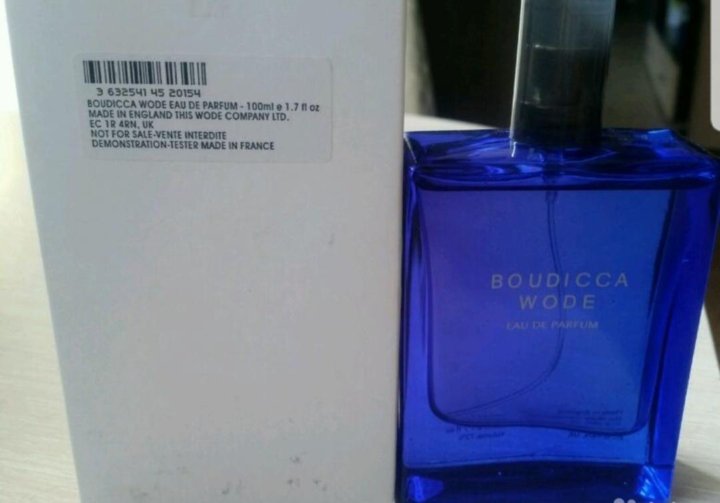 3 632541 45 20154
BOUDICCA WODE EAU DE PARFUM - 100ml e 1.7 fl oz
MADE IN ENGLAND THIS WODE COMPANY LTD.
EC 1R 4RN, UK
NOT FOR SALE-VENTE INTERDITE
DEMONSTRATION-TESTER MADE IN FRANCE
BOUDICCA
WODE
EAU DE PARFUM